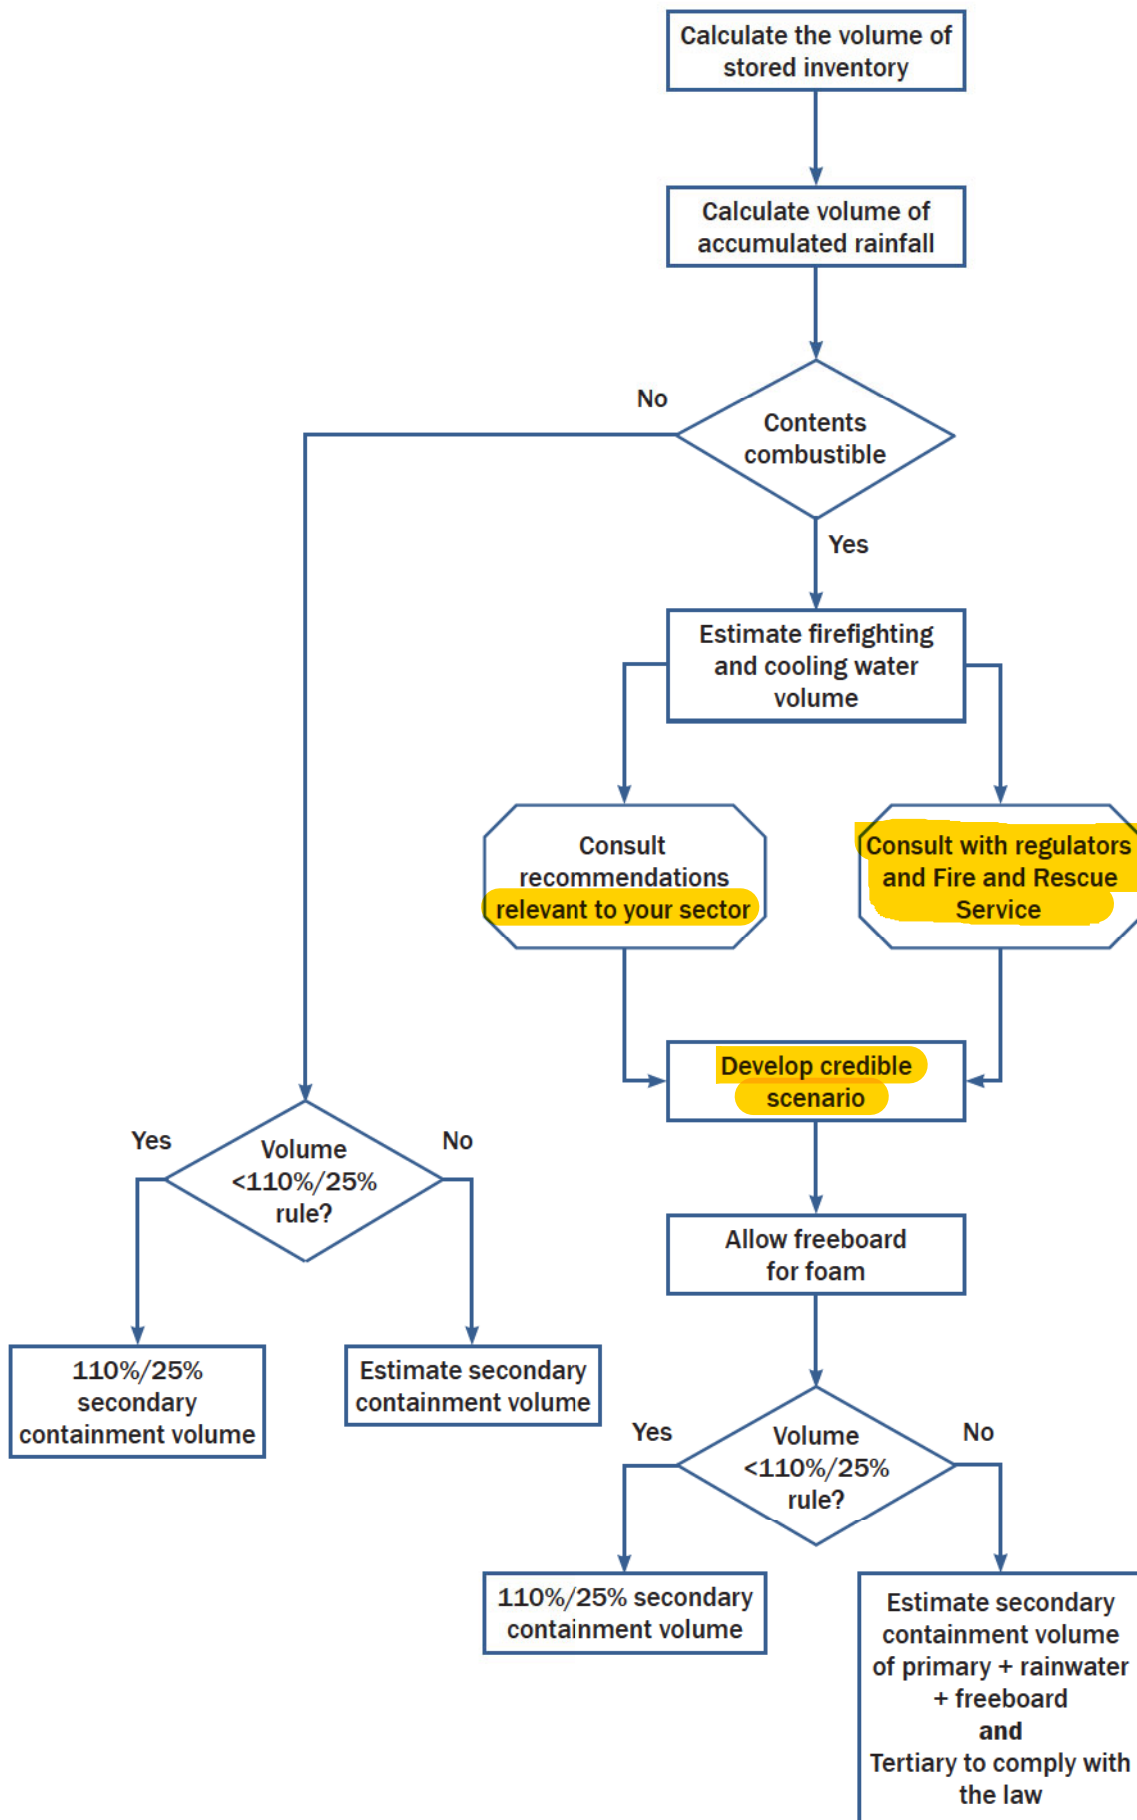 Calculate the volume of
stored inventory
Calculate volume of
accumulated rainfall
No
Contents
combustible
Yes
Estimate firefighting
and cooling water
volume
Consult
recommendations
relevant to your sector
Consult with regulators
and Fire and Rescue
Service
Develop credible
scenario
Yes
Volume
<110%/25%
rule?
No
Allow freeboard
for foam
110%/25%
secondary
containment volume
Estimate secondary
containment volume
Yes
Volume
<110%/25%
rule?
No
110%/25% secondary
containment volume
Estimate secondary
containment volume
of primary + rainwater
+ freeboard
and
Tertiary to comply with
the law